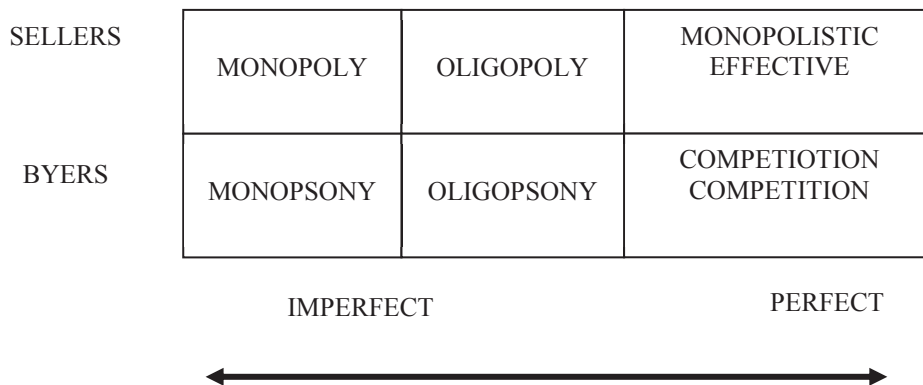 SELLERS
MONOPOLY
OLIGOPOLY
MONOPOLISTIC
EFFECTIVE
BYERS
MONOPSONY
OLIGOPSONY
COMPETIOTION
COMPETITION
IMPERFECT
PERFECT